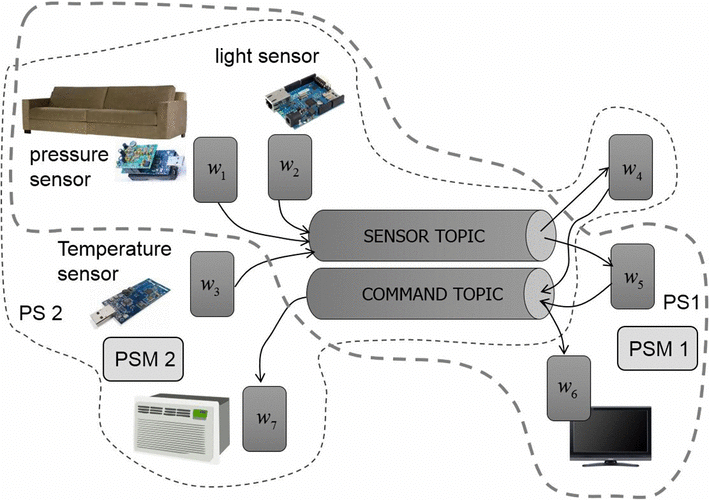 light sensor
pressure
sensor
w1
w2
w4
SENSOR TOPIC
Temperature
sensor
w3
w5
COMMAND TOPIC
PS 2
PS1
PSM 2
PSM 1
w6
w7